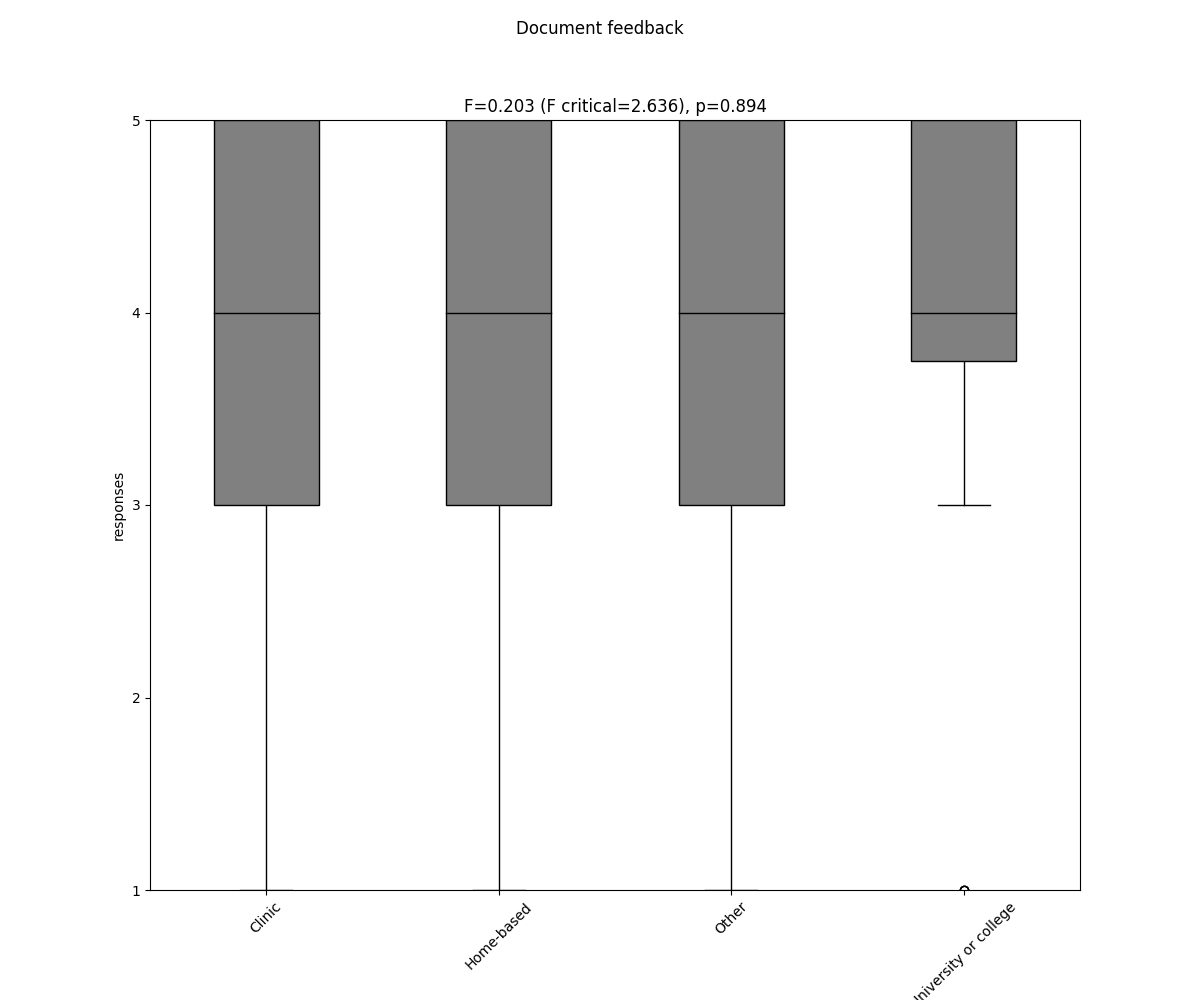 Document feedback
F=0.203 (F critical=2.636), p=0.894
5
4
3
2
1
responses
Clinic
Home-based
Other
or college